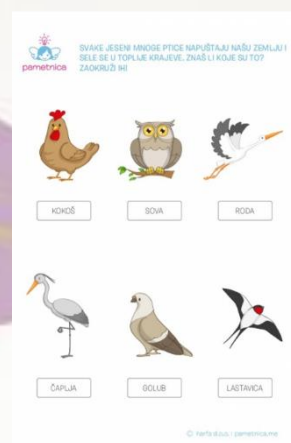 pametnica
SVAKE JESENI MNOGE PTICE NAPUŠTAJU NAŠU ZEMLJU I
SELE SE U TOPLIJE KRAJEVE. ZNAŠ LI KOJE SU TO?
ZAOKRUŽI IH!
KOKOŠ
SOVA
RODA
ČAPLJA
GOLUB
LASTAVICA